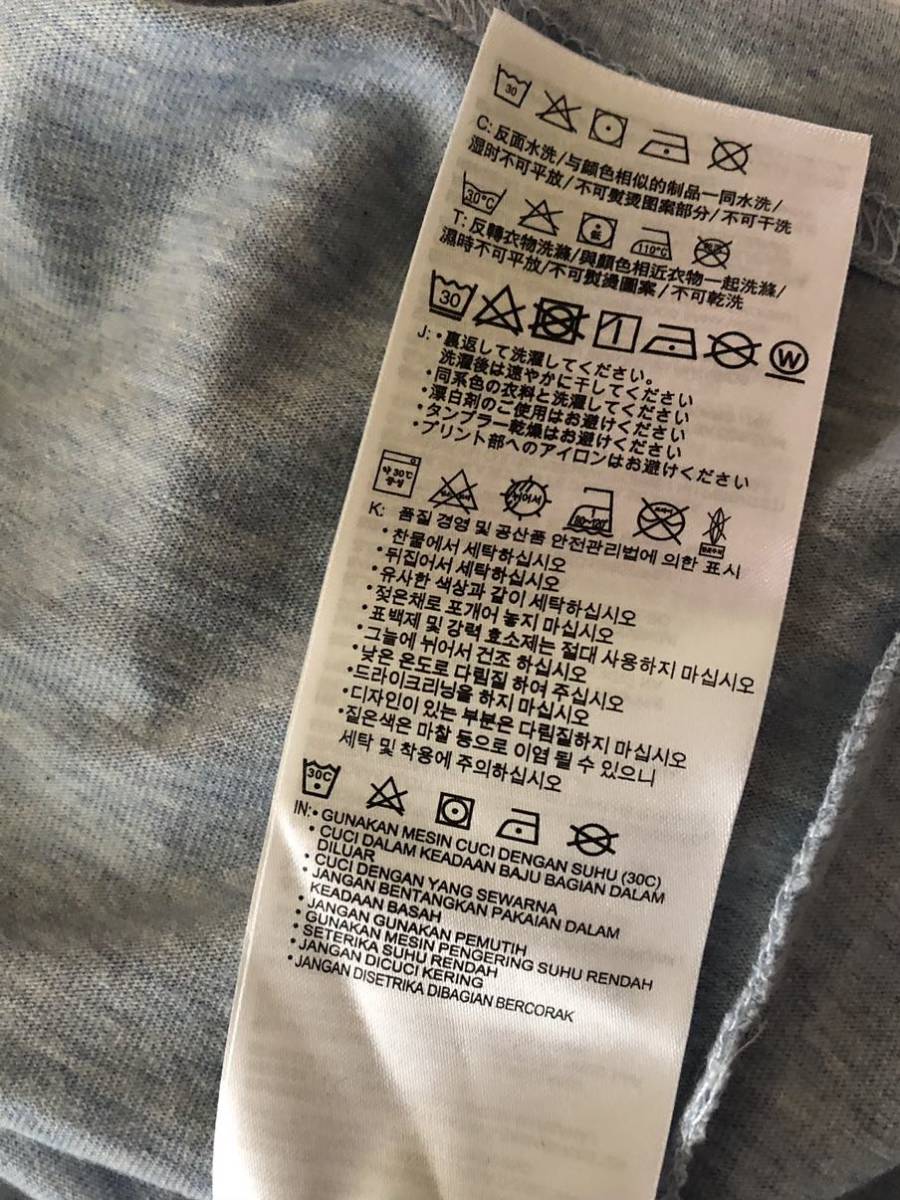 30
C: 反面水洗/与颜色相似的制品一同水洗/
湿时不可平放/不可熨烫图案部分/不可干洗
30°C
低
110°C
T: 反轉衣物洗滌/與顏色相近衣物一起洗滌/
濕時不可平放/不可熨燙圖案/不可乾洗
30
W
J: •裏返して洗濯してください。
洗濯後は速やかに干してください
•同系色の衣料と洗濯してください
•漂白剤のご使用はお避けください
•タンブラー乾燥はお避けください
•プリント部へのアイロンはお避けください
약30℃
중성
80~100℃
K: 품질 경영 및 공산품 안전관리법에 의한 표시
•찬물에서 세탁하십시오
•뒤집어서 세탁하십시오
•유사한 색상과 같이 세탁하십시오
•젖은채로 포개어 놓지 마십시오
•표백제 및 강력 효소제는 절대 사용하지 마십시오
•그늘에 뉘어서 건조 하십시오
•낮은 온도로 다림질 하여 주십시오
•드라이크리닝을 하지 마십시오
•디자인이 있는 부분은 다림질하지 마십시오
•짙은색은 마찰 등으로 이염 될 수 있으니
세탁 및 착용에 주의하십시오
30C
IN:•GUNAKAN MESIN CUCI DENGAN SUHU (30C)
•CUCI DALAM KEADAAN BAJU BAGIAN DALAM
DILUAR
•CUCI DENGAN YANG SEWARNA
•JANGAN BENTANGKAN PAKAIAN DALAM
KEADAAN BASAH
•JANGAN GUNAKAN PEMUTIH
•GUNAKAN MESIN PENGERING SUHU RENDAH
•SETERIKA SUHU RENDAH
•JANGAN DICUCI KERING
•JANGAN DISETRIKA DIBAGIAN BERCORAK